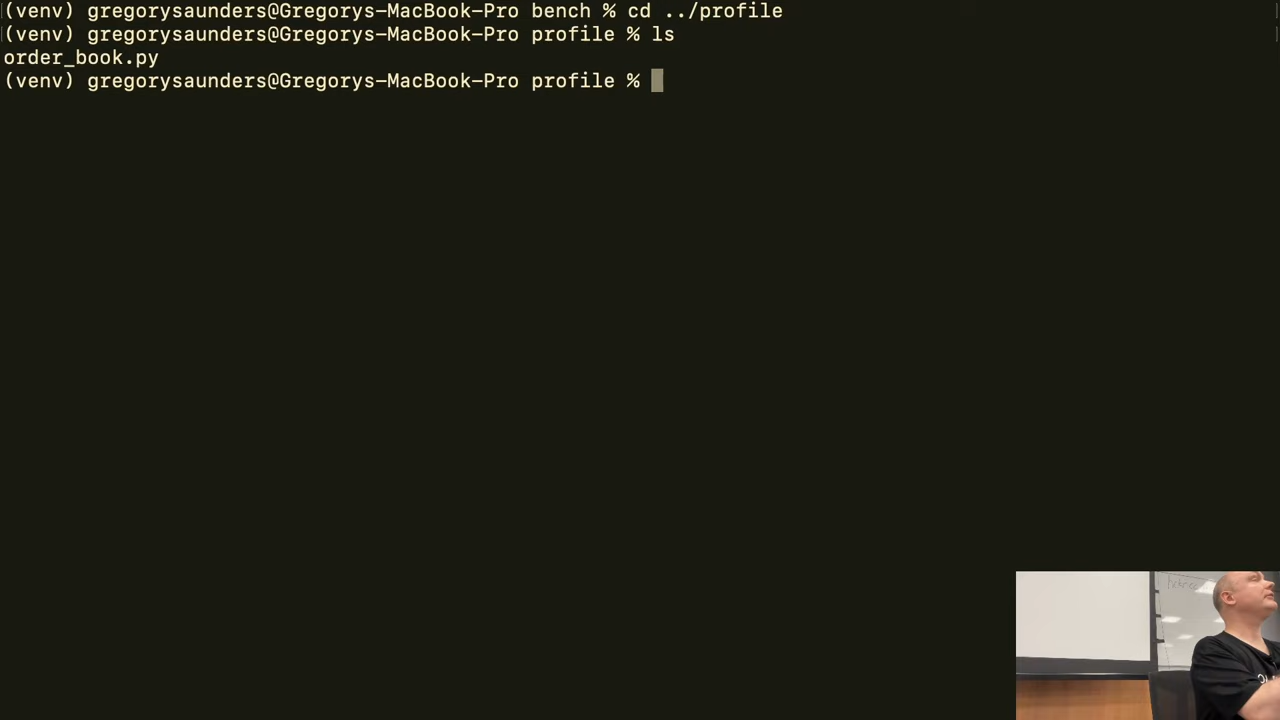 (venv) gregorysaunders@Gregorys-MacBook-Pro bench % cd ../profile
(venv) gregorysaunders@Gregorys-MacBook-Pro profile % ls
order_book.py
(venv) gregorysaunders@Gregorys-MacBook-Pro profile %